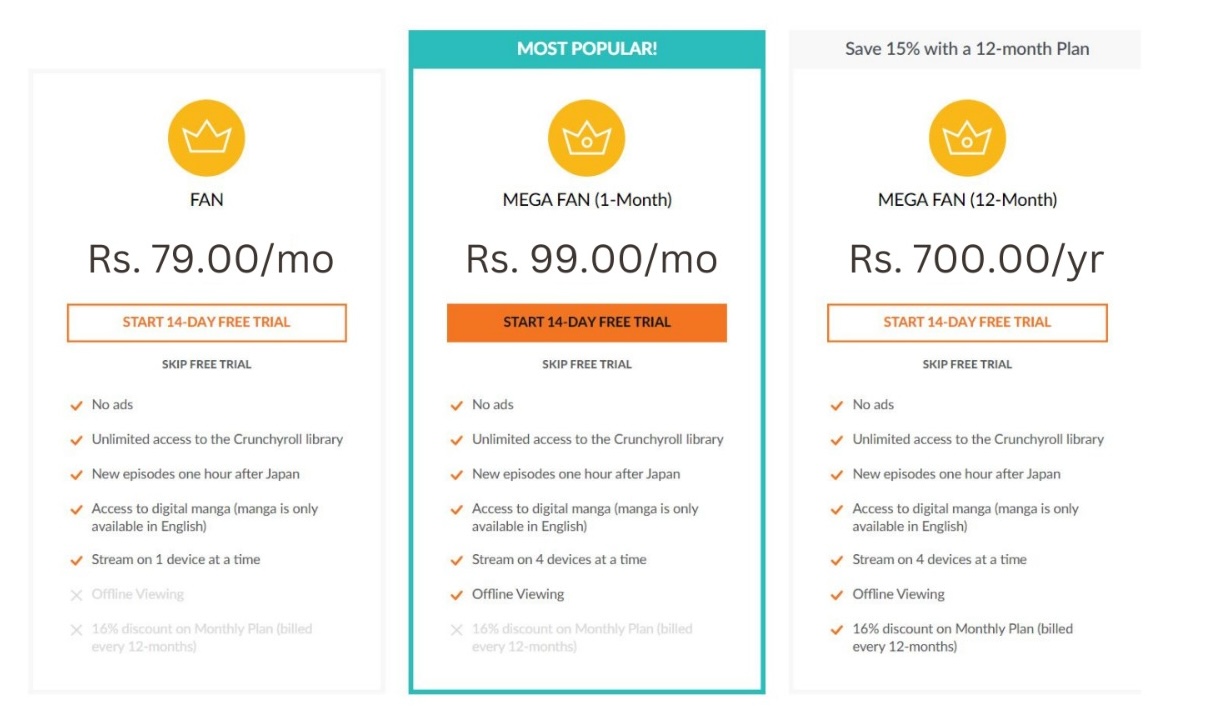 FAN
Rs. 79.00/mo
START 14-DAY FREE TRIAL
SKIP FREE TRIAL
No ads
Unlimited access to the Crunchyroll library
New episodes one hour after Japan
Access to digital manga (manga is only
available in English)
Stream on 1 device at a time
Offline Viewing
16% discount on Monthly Plan (billed
every 12-months)
MOST POPULAR!
MEGA FAN (1-Month)
Rs. 99.00/mo
START 14-DAY FREE TRIAL
SKIP FREE TRIAL
No ads
Unlimited access to the Crunchyroll library
New episodes one hour after Japan
Access to digital manga (manga is only
available in English)
Stream on 4 devices at a time
Offline Viewing
16% discount on Monthly Plan (billed
every 12-months)
Save 15% with a 12-month Plan
MEGA FAN (12-Month)
Rs. 700.00/yr
START 14-DAY FREE TRIAL
SKIP FREE TRIAL
No ads
Unlimited access to the Crunchyroll library
New episodes one hour after Japan
Access to digital manga (manga is only
available in English)
Stream on 4 devices at a time
Offline Viewing
16% discount on Monthly Plan (billed
every 12-months)